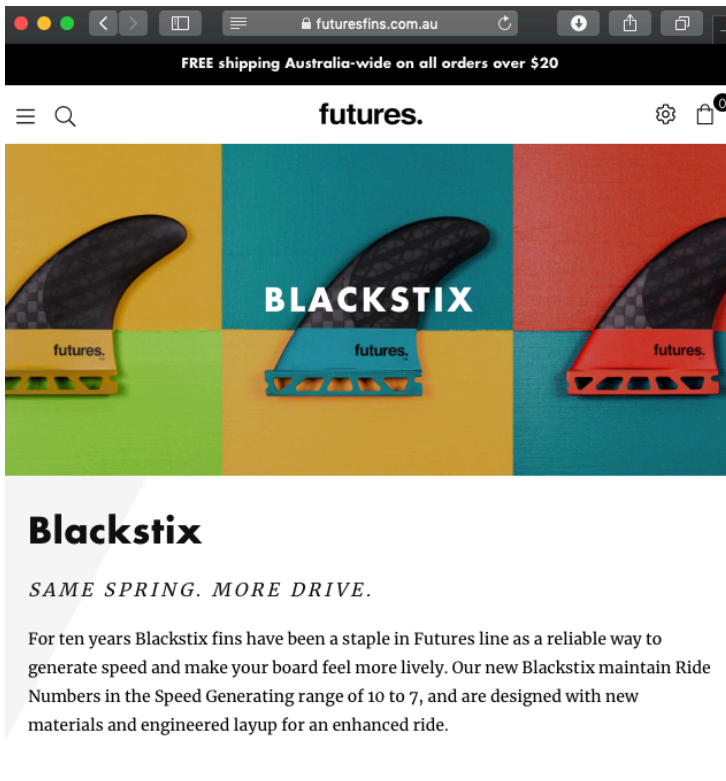 futuresfins.com.au
FREE shipping Australia-wide on all orders over $20
futures.
0
BLACKSTIX
futures.
futures.
futures.
Blackstix
SAME SPRING. MORE DRIVE.
For ten years Blackstix fins have been a staple in Futures line as a reliable way to
generate speed and make your board feel more lively. Our new Blackstix maintain Ride
Numbers in the Speed Generating range of 10 to 7, and are designed with new
materials and engineered layup for an enhanced ride.